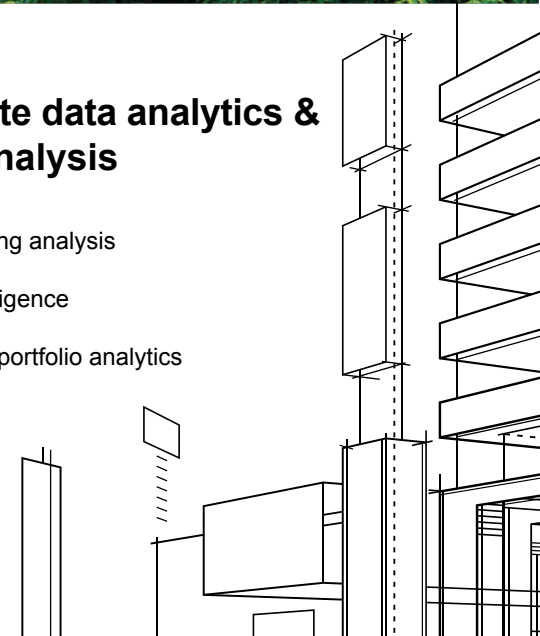 te data analytics &
nalysis
ng analysis
igence
portfolio analytics